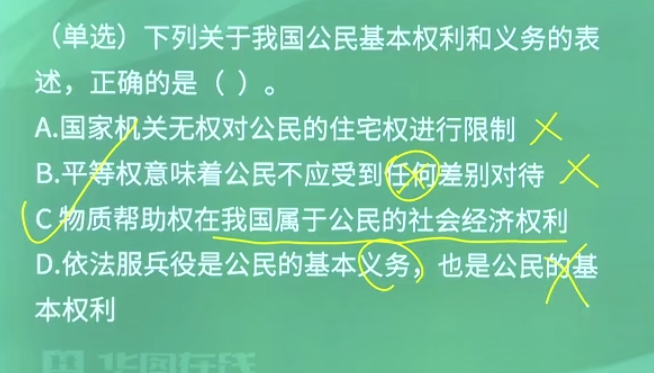 （单选）下列关于我国公民基本权利和义务的表
述，正确的是（ ）。
A.国家机关无权对公民的住宅权进行限制
B.平等权意味着公民不应受到任何差别对待
C 物质帮助权在我国属于公民的社会经济权利
D.依法服兵役是公民的基本义务，也是公民的基
本权利
华图在线